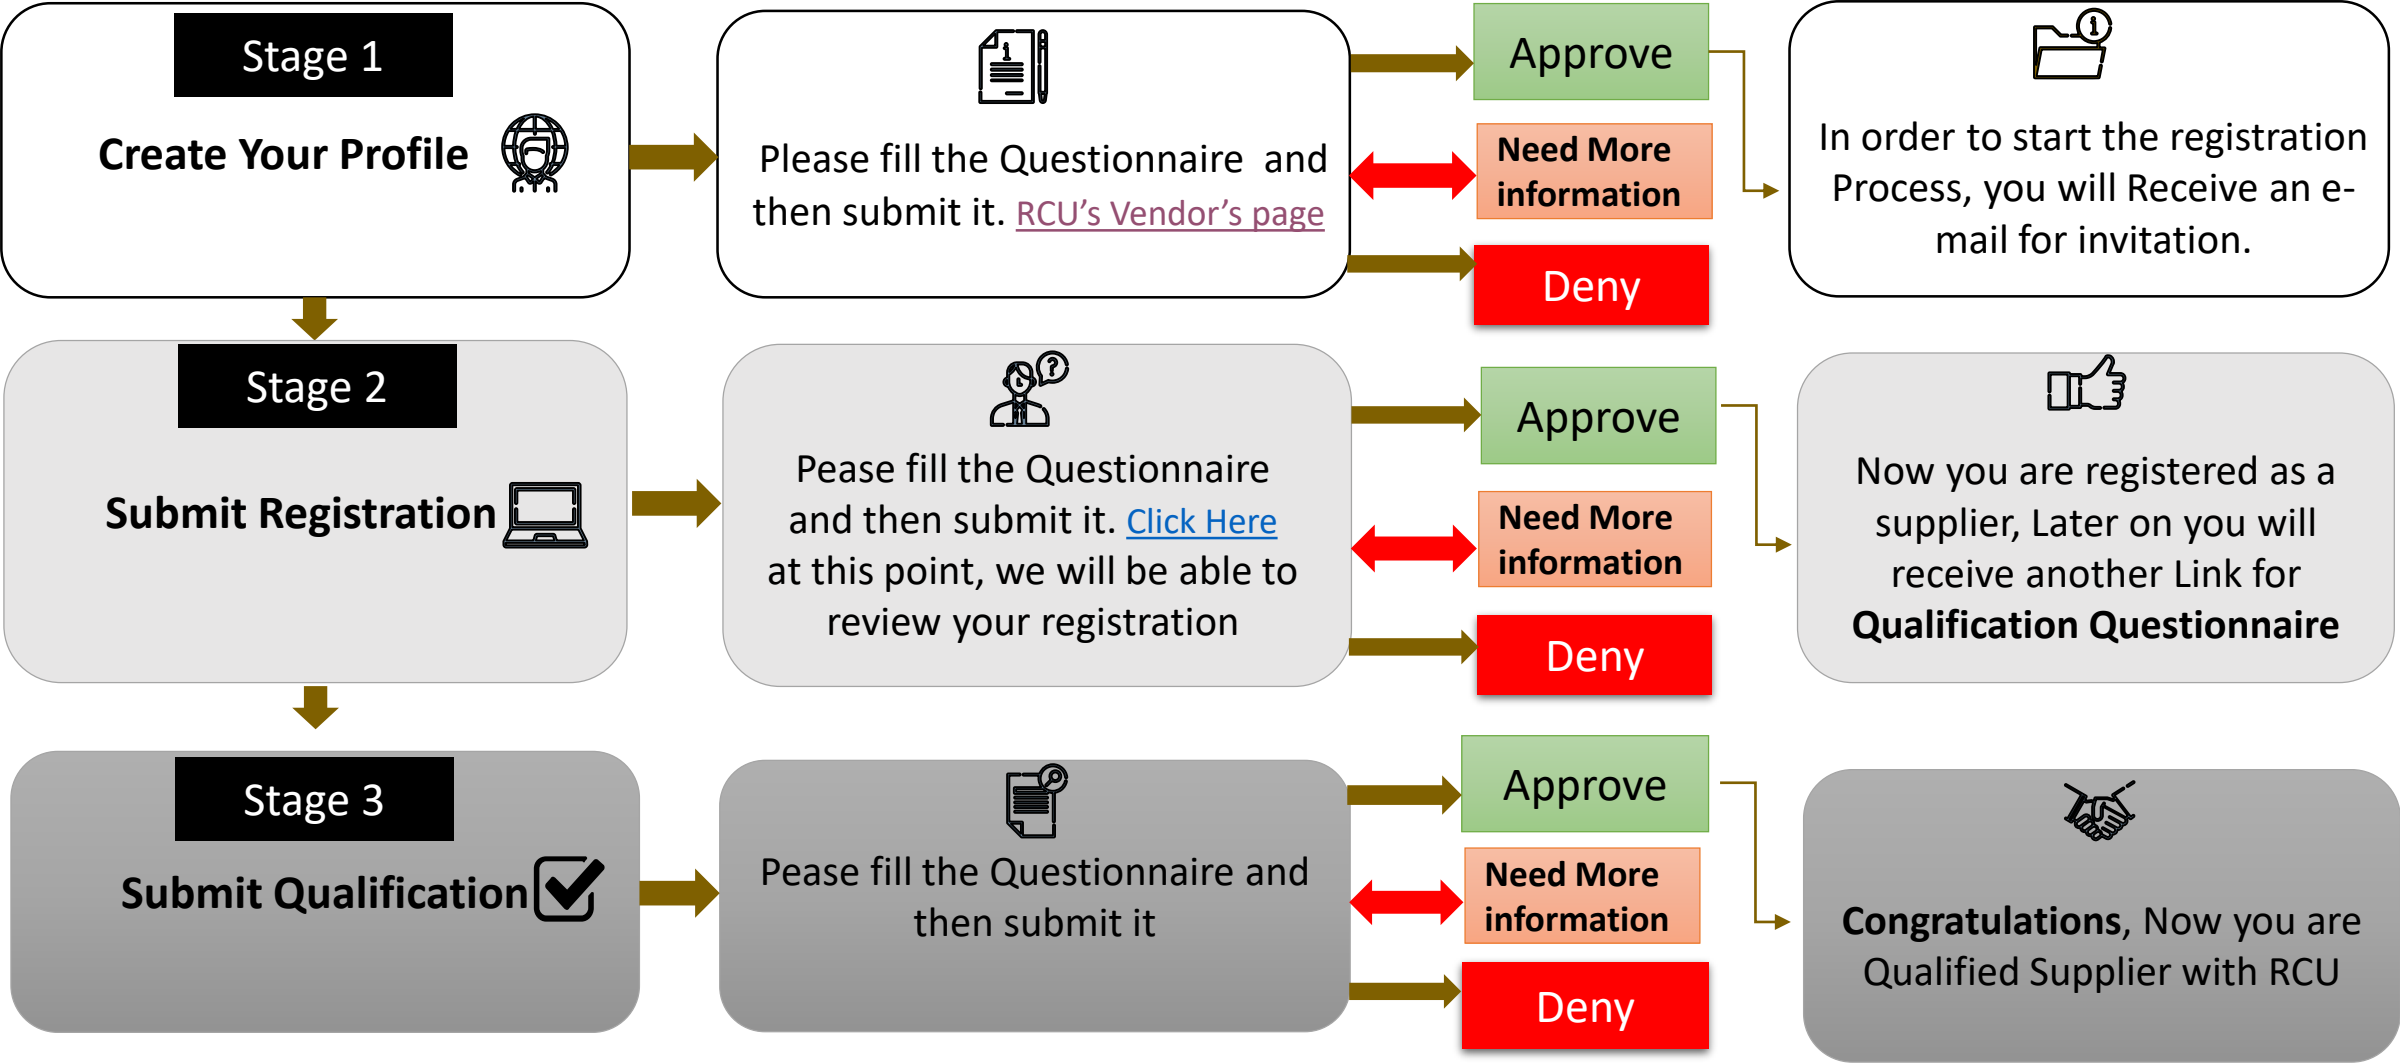 Stage 1
Create Your Profile
Please fill the Questionnaire and
then submit it. RCU's Vendor's page
Approve
Need More
information
Deny
In order to start the registration
Process, you will Receive an e-
mail for invitation.
Stage 2
Submit Registration
Pease fill the Questionnaire
and then submit it. Click Here
at this point, we will be able to
review your registration
Approve
Need More
information
Deny
Now you are registered as a
supplier, Later on you will
receive another Link for
Qualification Questionnaire
Stage 3
Submit Qualification
Pease fill the Questionnaire and
then submit it
Approve
Need More
information
Deny
Congratulations, Now you are
Qualified Supplier with RCU